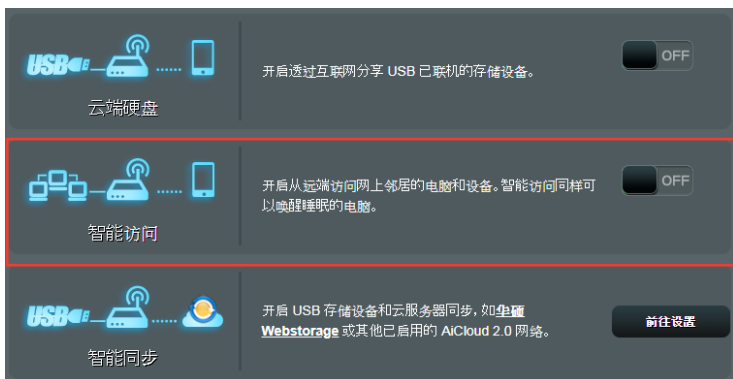 USB
开启透过互联网分享 USB 已联机的存储设备。
OFF
云端硬盘
开启从远端访问网上邻居的电脑和设备。智能访问同样可
以唤醒睡眠的电脑。
OFF
智能访问
USB
开启 USB 存储设备和云服务器同步,如华硕
Webstorage 或其他已启用的 AiCloud 2.0 网络。
前往设置
智能同步